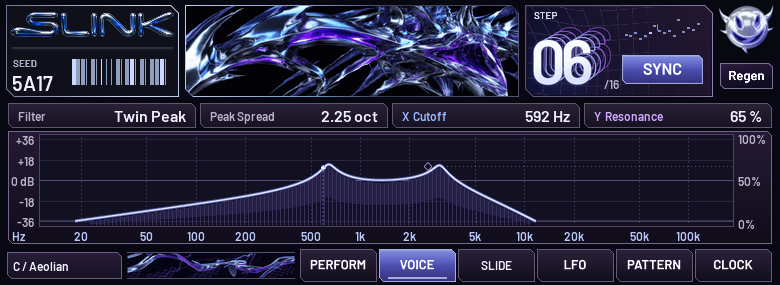 SLINK
SEED
5A17
STEP
06
/16
SYNC
Regen
Filter Twin Peak
Peak Spread 2.25 oct
X Cutoff 592 Hz
Y Resonance 65 %
+36 100%
+18
0 dB 50%
-18
-36 0%
Hz 20 50 100 200 500 1k 2k 5k 10k 20k 50k 100k
C / Aeolian
PERFORM
VOICE
SLIDE
LFO
PATTERN
CLOCK